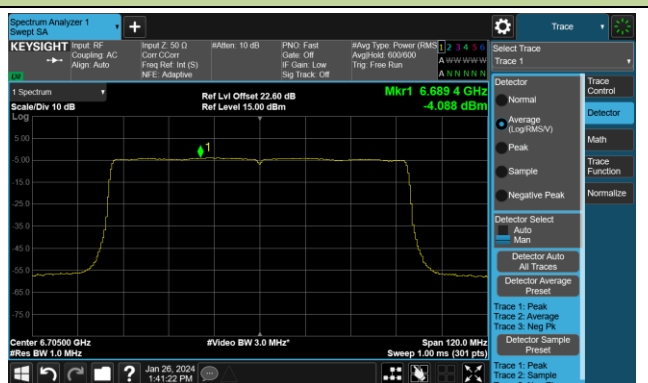 Spectrum Analyzer 1
Swept SA
Trace
KEYSIGHT
Input: RF
Coupling: AC
Align: Auto
Input Z: 50 Ω
Corr CCorr
Freq Ref: Int (S)
NFE: Adaptive
#Atten: 10 dB
PNO: Fast
Gate: Off
IF Gain: Low
Sig Track: Off
#Avg Type: Power (RMS
Avg|Hold: 600/600
Trig: Free Run
1 2 3 4 5 6
A W W W W W
A N N N N N
Select Trace
Trace 1
1 Spectrum
Scale/Div 10 dB
Log
Ref Lvl Offset 22.60 dB
Ref Level 15.00 dBm
Mkr1 6.689 4 GHz
-4.088 dBm
5.00
-5.00
-15.0
-25.0
-35.0
-45.0
-55.0
-65.0
-75.0
1
Center 6.70500 GHz
#Res BW 1.0 MHz
#Video BW 3.0 MHz*
Span 120.0 MHz
Sweep 1.00 ms (301 pts)
Detector
Normal
Average
(Log/RMS/V)
Peak
Sample
Negative Peak
Detector Select
Auto
Man
Detector Auto
All Traces
Detector Average
Preset
Trace 1: Peak
Trace 2: Average
Trace 3: Neg Pk
Detector Sample
Preset
Trace 1: Peak
Trace 2: Sample
Trace
Control
Detector
Math
Trace
Function
Normalize
Jan 26, 2024
1:41:22 PM